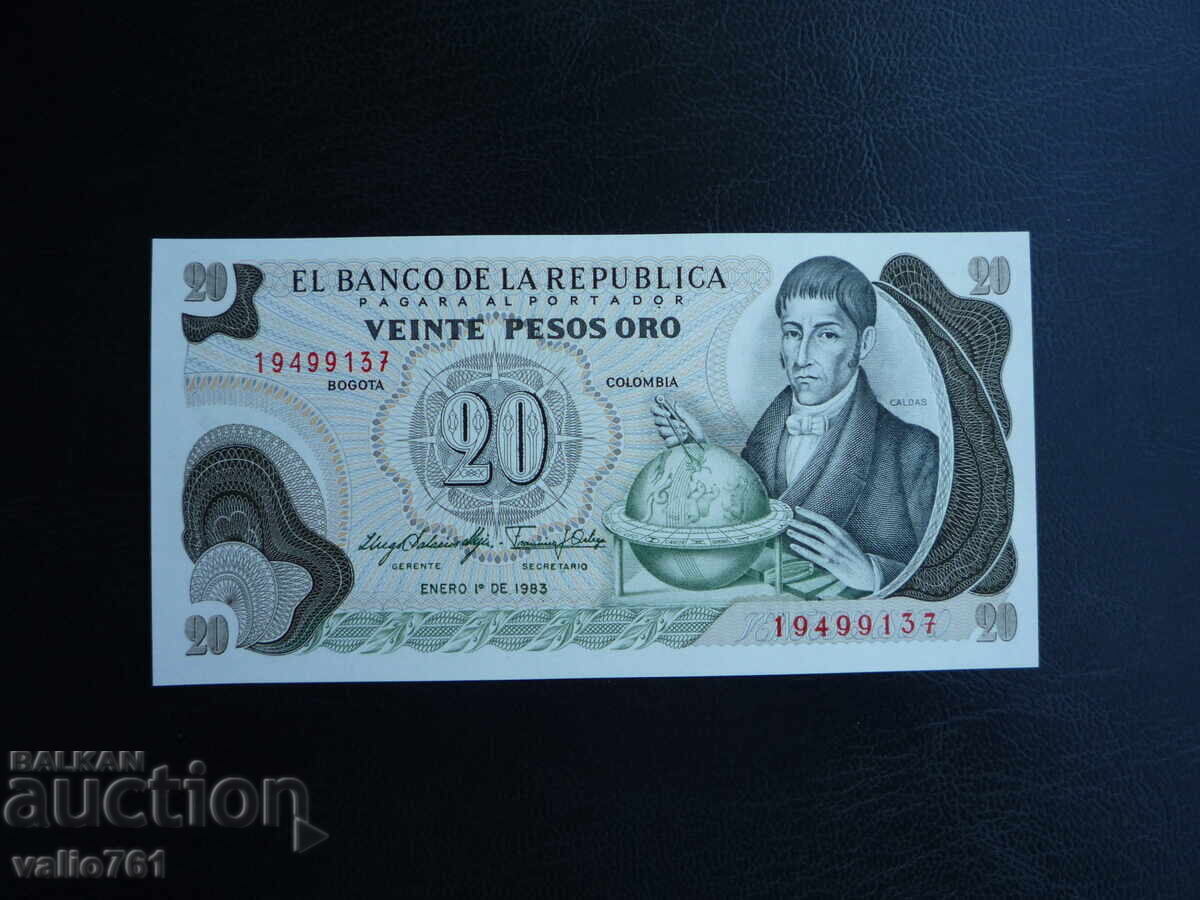 20
20
EL BANCO DE LA REPUBLICA
PAGARA AL PORTADOR
VEINTE PESOS ORO
19499137
BOGOTA
COLOMBIA
CALDAS
20
GERENTE
SECRETARIO
ENERO 1º DE 1983
20
19499137
20
BALKAN
auction
valio761